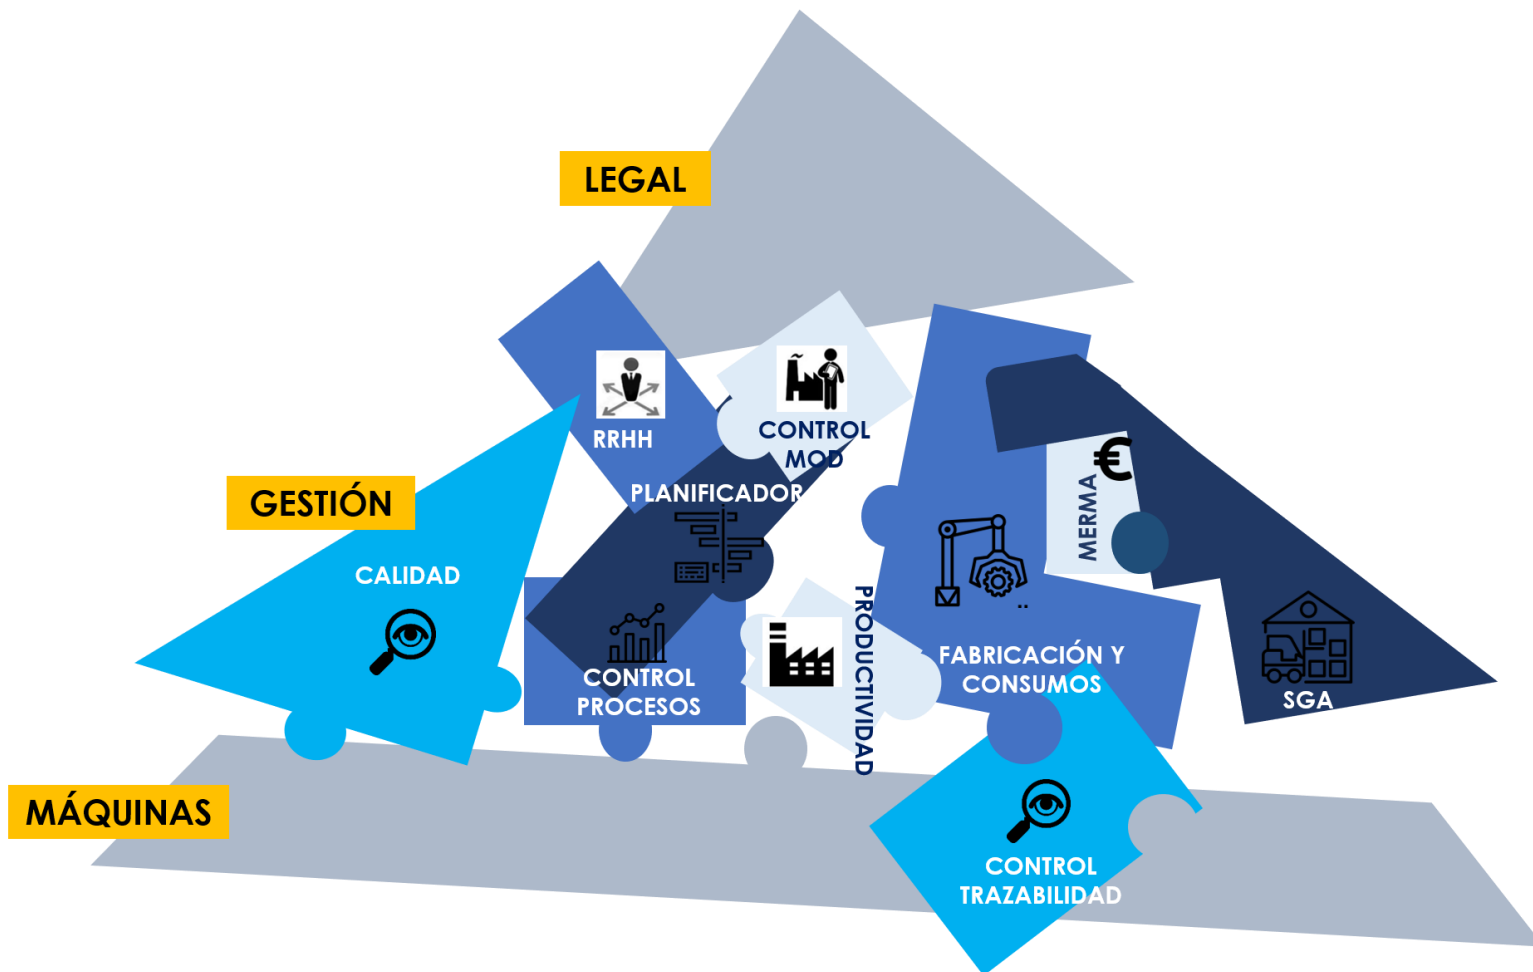 LEGAL
RRHH
CONTROL
MOD
PLANIFICADOR
GESTIÓN
CALIDAD
MERMA
€
PRODUCTIVIDAD
CONTROL
PROCESOS
FABRICACIÓN Y
CONSUMOS
..
SGA
MÁQUINAS
CONTROL
TRAZABILIDAD